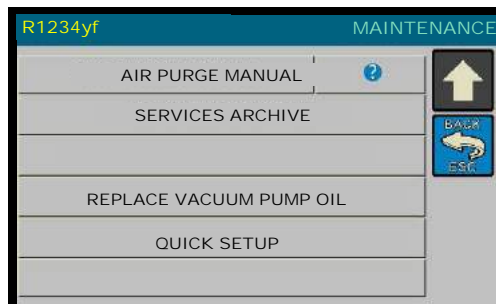 R1234yf MAINTENANCE
AIR PURGE MANUAL ?
SERVICES ARCHIVE
BACK
ESC
REPLACE VACUUM PUMP OIL
QUICK SETUP